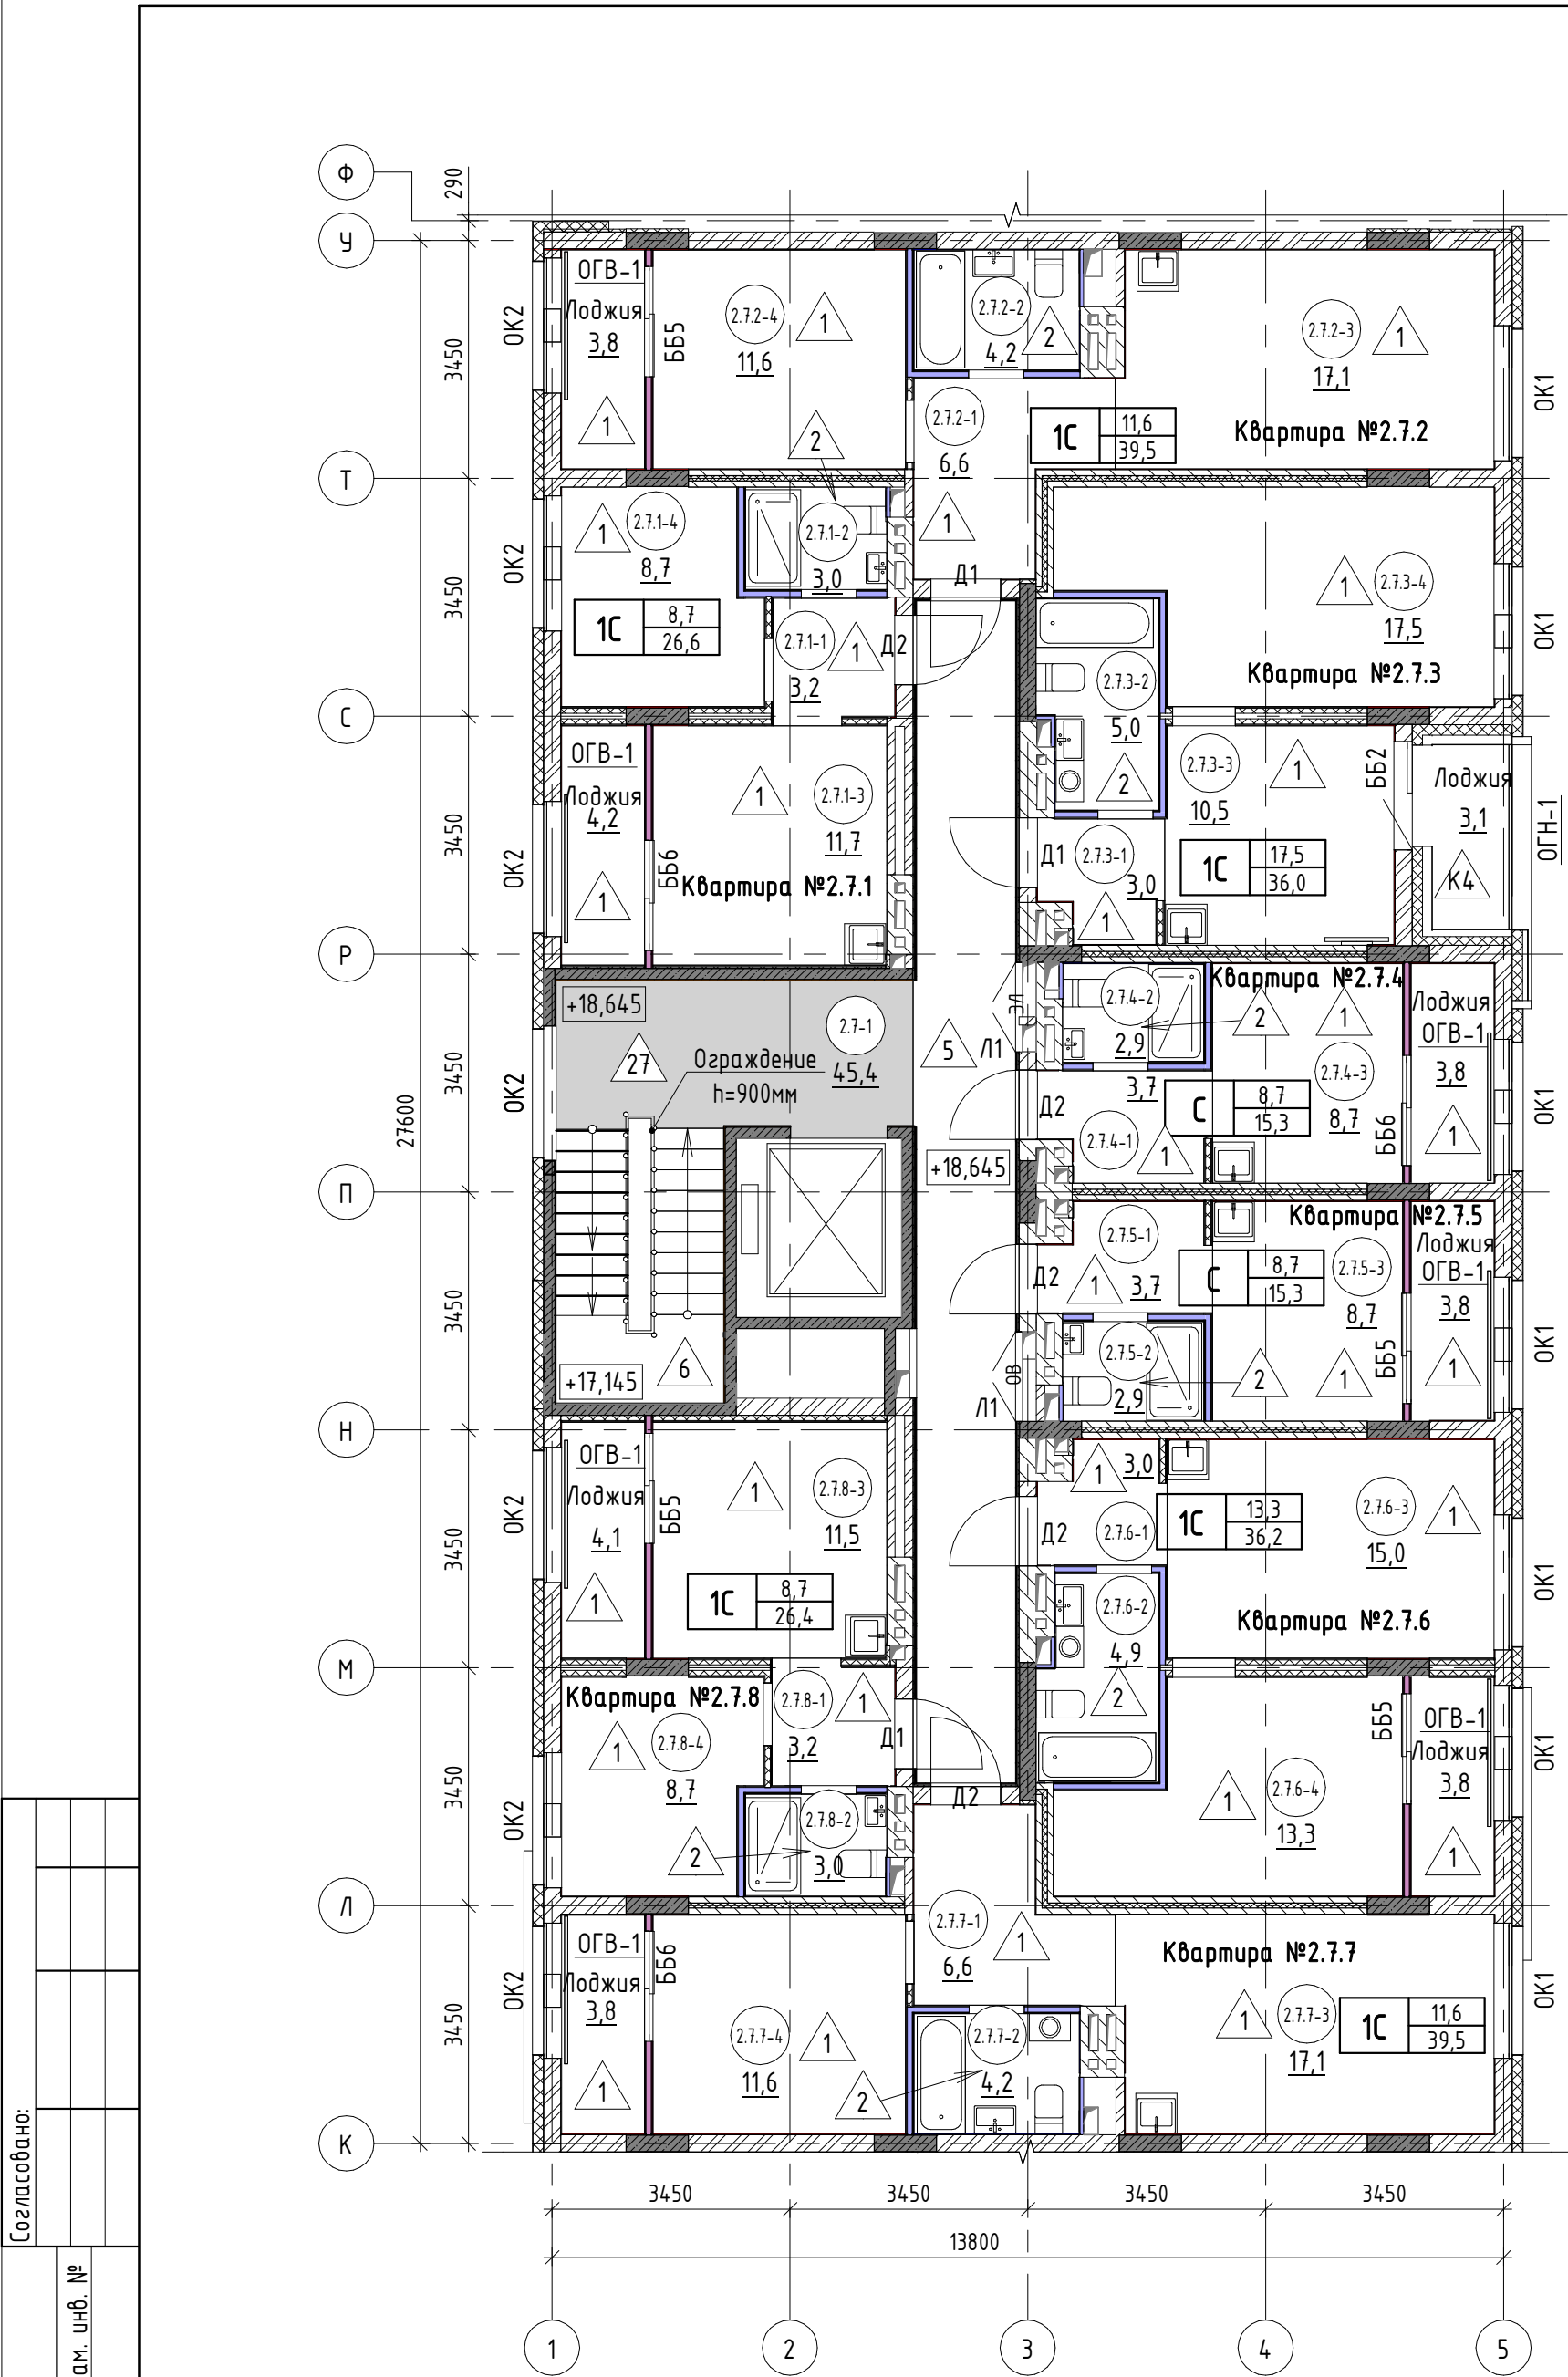 Ф
290
У
ОГВ-1
Лоджия
3,8
1
ОК2
ББ5
2.7.2-4
11,6
1
2
2.7.2-2
4,2
2
2.7.2-3
17,1
1
ОК1
3450
2.7.2-1
6,6
1
1С
11,6
39,5
Квартира №2.7.2
Т
ОК2
1
2.7.1-4
8,7
2.7.1-2
3,0
Д1
1
2.7.3-4
17,5
ОК1
3450
1С
8,7
26,6
2.7.1-1
3,2
1
Д2
2.7.3-2
5,0
2
Квартира №2.7.3
С
ОГВ-1
Лоджия
4,2
1
ОК2
ББ6
1
2.7.1-3
11,7
Квартира №2.7.1
2.7.3-3
10,5
1
ББ2
Лоджия
3,1
К4
ОГН-1
3450
Д1
2.7.3-1
3,0
1
1С
17,5
36,0
Р
+18,645
27
2.7-1
45,4
Ограждение
h=900мм
ОК2
5
ЭЛ
Л1
2.7.4-2
2,9
Квартира №2.7.4
2
1
Лоджия
ОГВ-1
3,8
1
ОК1
3450
27600
Д2
3,7
2.7.4-1
1
С
8,7
15,3
2.7.4-3
8,7
ББ6
+18,645
П
2.7.5-1
3,7
1
Д2
Квартира №2.7.5
С
8,7
15,3
2.7.5-3
8,7
Лоджия
ОГВ-1
3,8
1
ББ5
ОК1
3450
+17,145
6
ОВ
Л1
2.7.5-2
2,9
2
1
Н
ОГВ-1
Лоджия
4,1
1
ОК2
ББ5
1
2.7.8-3
11,5
1
3,0
Д2
2.7.6-1
1С
13,3
36,2
2.7.6-3
15,0
1
ОК1
3450
1С
8,7
26,4
2.7.6-2
4,9
2
Квартира №2.7.6
М
Квартира №2.7.8
1
2.7.8-4
8,7
2.7.8-1
3,2
1
Д1
Д2
ББ5
ОГВ-1
Лоджия
3,8
1
ОК1
1
2.7.6-4
13,3
3450
ОК2
2
2.7.8-2
3,0
Л
ОГВ-1
Лоджия
3,8
1
ОК2
ББ6
2.7.7-1
6,6
1
Квартира №2.7.7
1
2.7.7-3
17,1
1С
11,6
39,5
ОК1
3450
2.7.7-4
11,6
1
2
2.7.7-2
4,2
К
3450
3450
3450
3450
13800
1
2
3
4
5
Согласовано:
ам. инв. №